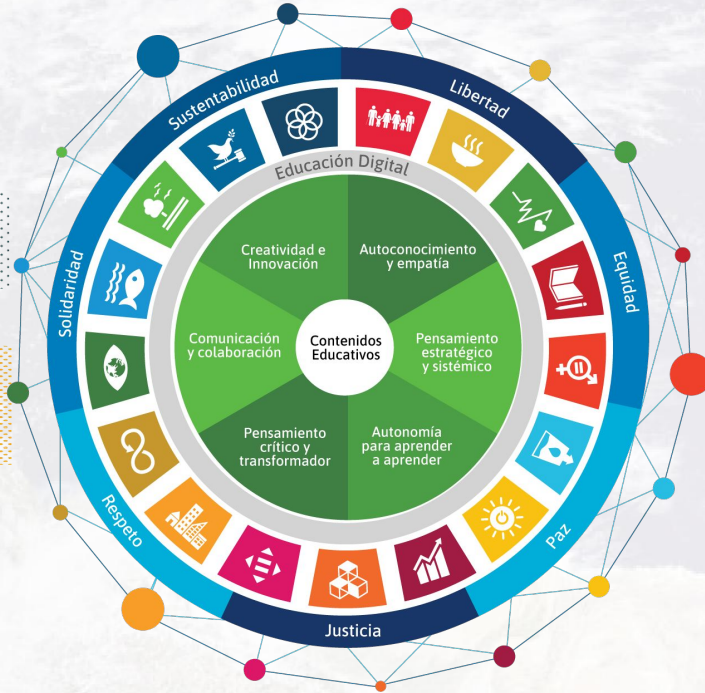 Sustentabilidad
Libertad
Equidad
Paz
Justicia
Respeto
Solidaridad
Educación Digital
Creatividad e
Innovación
Autoconocimiento
y empatía
Comunicación
y colaboración
Contenidos
Educativos
Pensamiento
estratégico
y sistémico
Pensamiento
crítico y
transformador
Autonomía
para aprender
a aprender